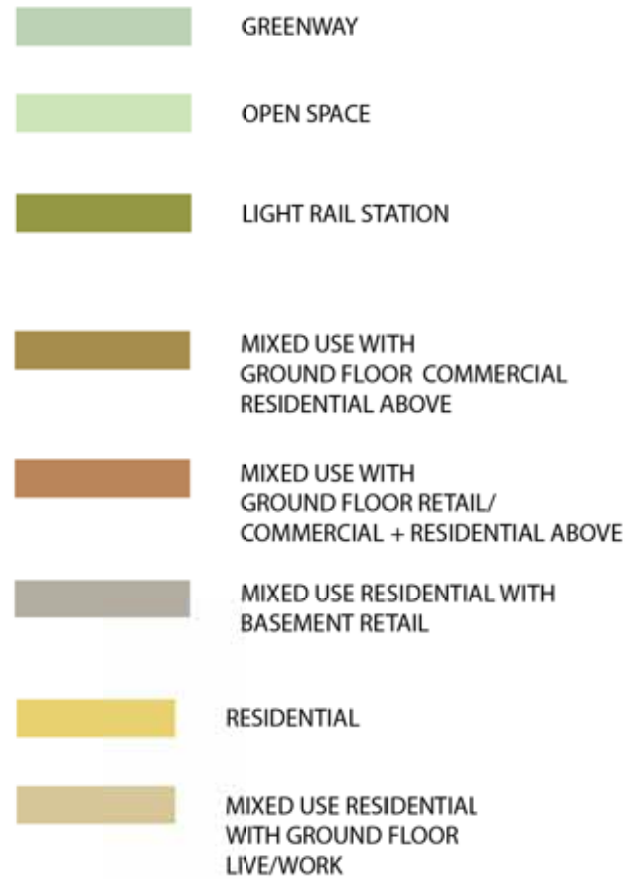 GREENWAY
OPEN SPACE
LIGHT RAIL STATION
MIXED USE WITH
GROUND FLOOR COMMERCIAL
RESIDENTIAL ABOVE
MIXED USE WITH
GROUND FLOOR RETAIL/
COMMERCIAL + RESIDENTIAL ABOVE
MIXED USE RESIDENTIAL WITH
BASEMENT RETAIL
RESIDENTIAL
MIXED USE RESIDENTIAL
WITH GROUND FLOOR
LIVE/WORK